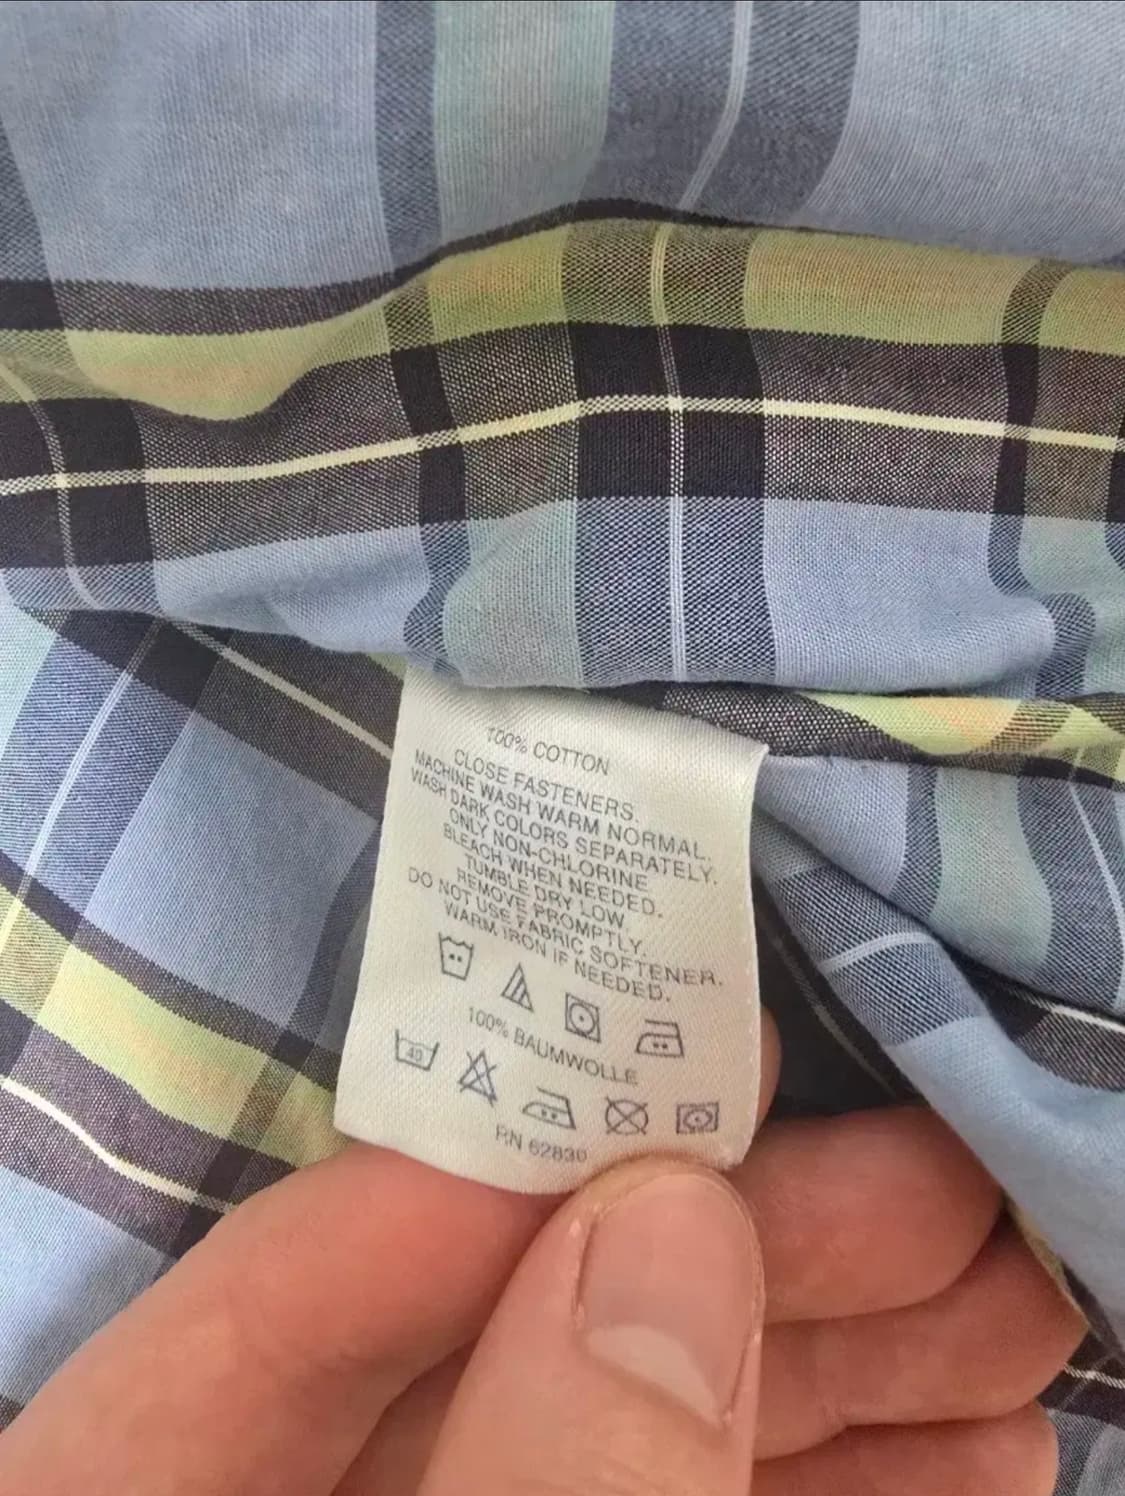 100% COTTON
CLOSE FASTENERS.
MACHINE WASH WARM NORMAL.
WASH DARK COLORS SEPARATELY.
ONLY NON-CHLORINE
BLEACH WHEN NEEDED.
TUMBLE DRY LOW.
REMOVE PROMPTLY.
DO NOT USE FABRIC SOFTENER.
WARM IRON IF NEEDED.
100% BAUMWOLLE
40
RN 62830